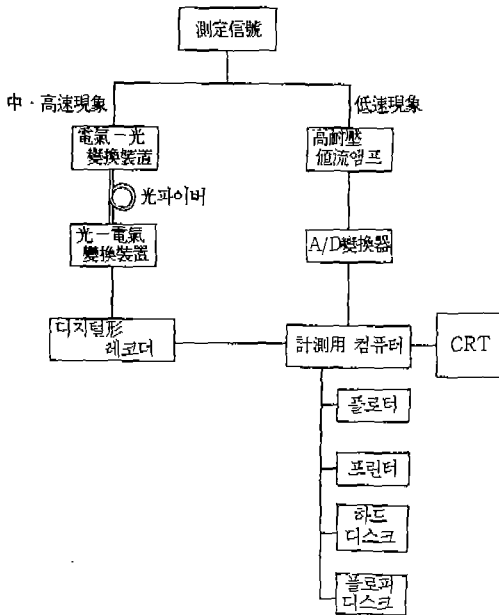 測定信號
中 · 高速現象
低速現象
電氣－光
變換裝置
高耐壓
値流앰프
光파이버
光－電氣
變換裝置
A/D變換器
디지털形
레코더
計測用 컴퓨터
CRT
플로터
프린터
하드
디스크
플로피
디스크